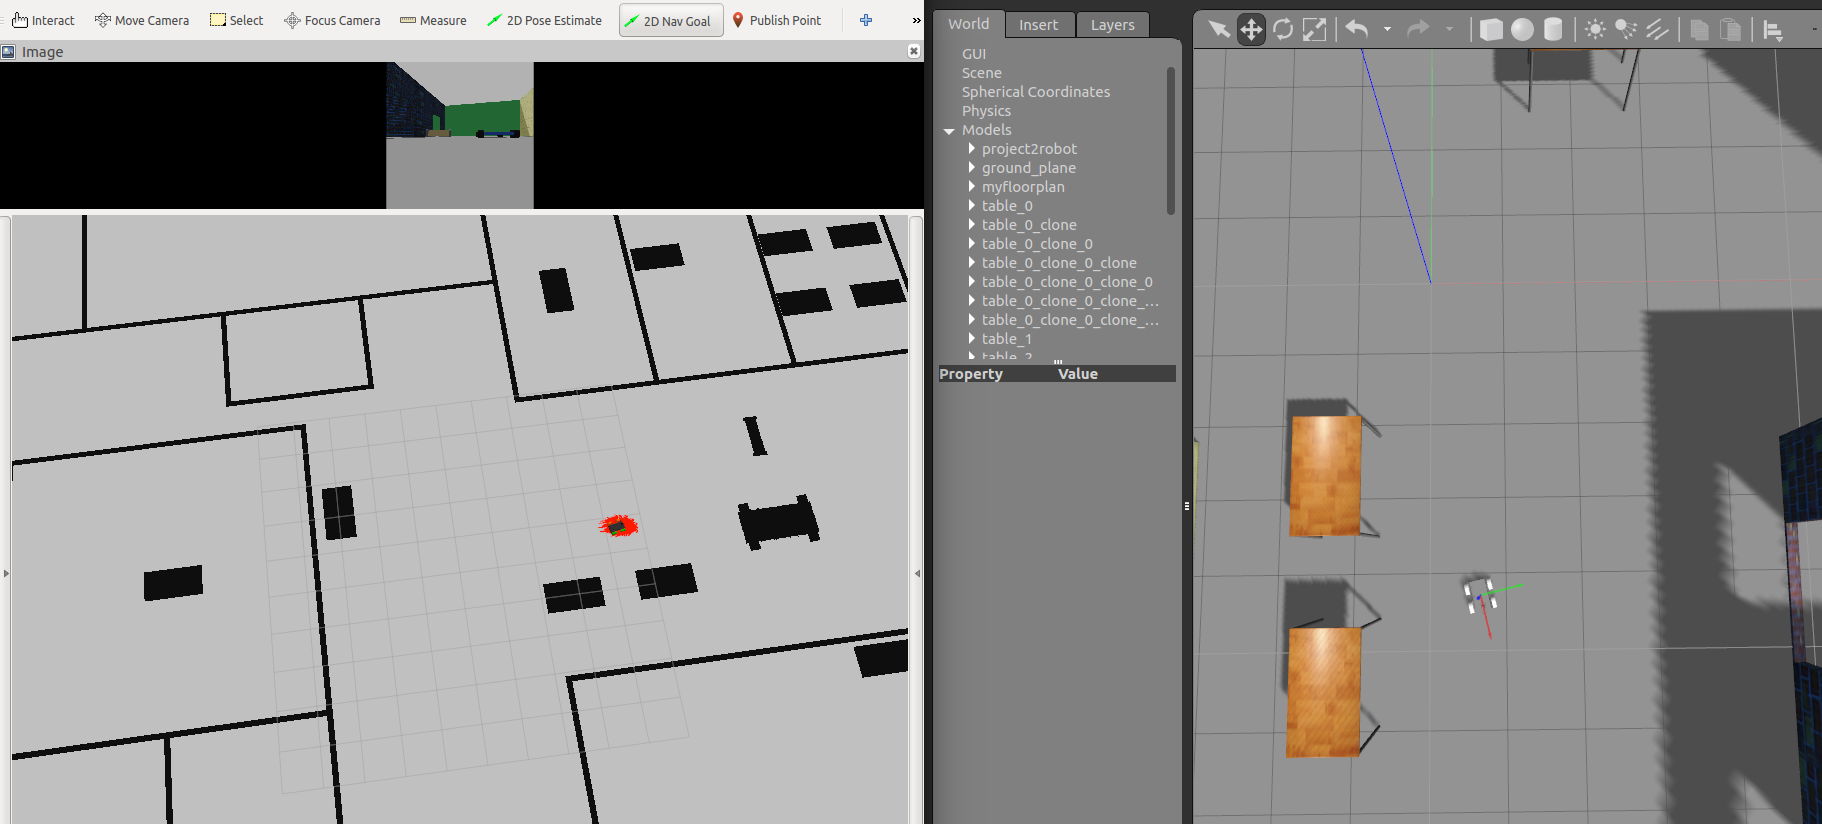 Interact Move Camera Select Focus Camera Measure 2D Pose Estimate 2D Nav Goal Publish Point »
Image
World Insert Layers
GUI
Scene
Spherical Coordinates
Physics
Models
project2robot
ground_plane
myfloorplan
table_0
table_0_clone
table_0_clone_0
table_0_clone_0_clone
table_0_clone_0_clone_0
table_0_clone_0_clone_...
table_0_clone_0_clone_...
table_1
table_2
Property Value